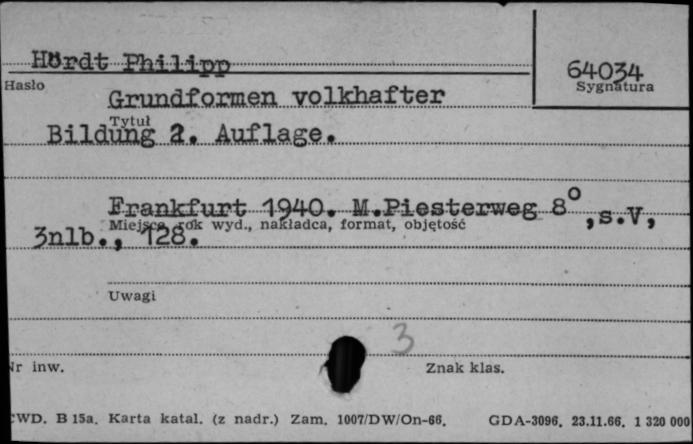 Hördt Philipp
64034
Hasło
Sygnatura
Grundformen volkhafter
Tytuł
Bildung 2. Auflage.
Frankfurt 1940. M.Piesterweg 8°
Miejsce, rok wyd., nakładca, format, objętość
,s.V,
3nlb., 128.
Uwagi
3
Nr inw.
Znak klas.
CWD. B 15a. Karta katal. (z nadr.) Zam. 1007/DW/On-66. GDA-3096. 23.11.66. 1 320 000